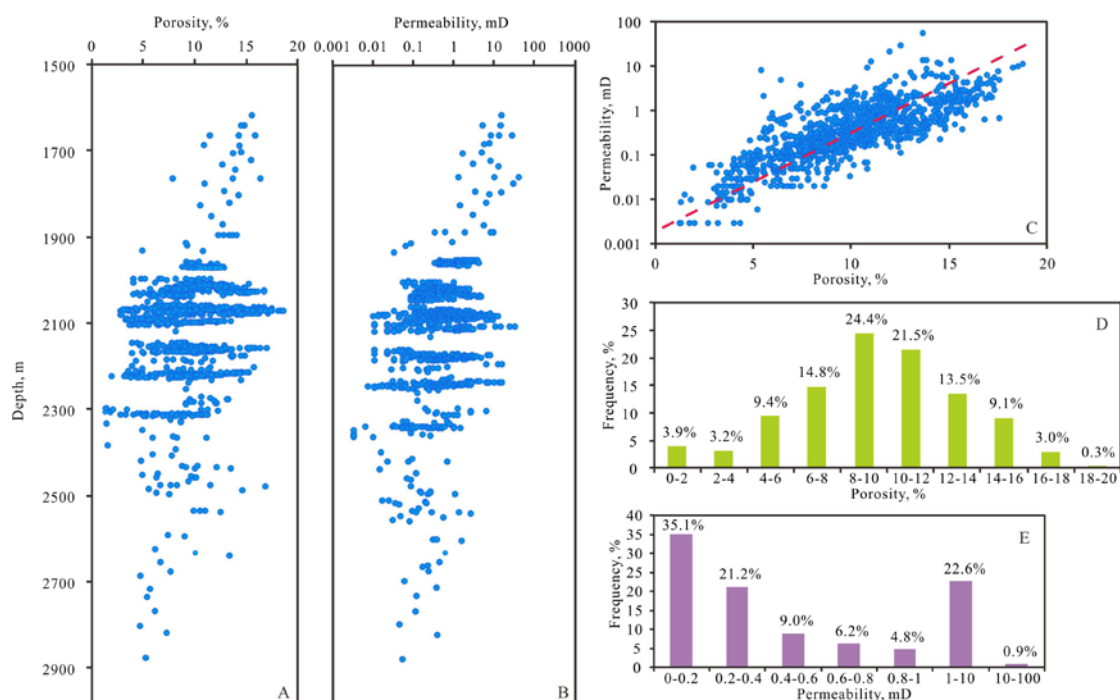 Porosity, %
1 5 10 15 20
Permeability, mD
0.001 0.01 0.1 1 10 100 1000
1500
1700
1900
2100
2300
2500
2700
2900
Depth, m
A
B
Permeability, mD
100
10
1
0.1
0.01
0.001
0 5 10 15 20
Porosity, %
C
Frequency, %
30
25
20
15
10
5
0
3.9% 3.2% 9.4% 14.8% 24.4% 21.5% 13.5% 9.1% 3.0% 0.3%
0-2 2-4 4-6 6-8 8-10 10-12 12-14 14-16 16-18 18-20
Porosity, %
D
Frequency, %
40
35
30
25
20
15
10
5
0
35.1% 21.2% 9.0% 6.2% 4.8% 22.6% 0.9%
0-0.2 0.2-0.4 0.4-0.6 0.6-0.8 0.8-1 1-10 10-100
Permeability, mD
E